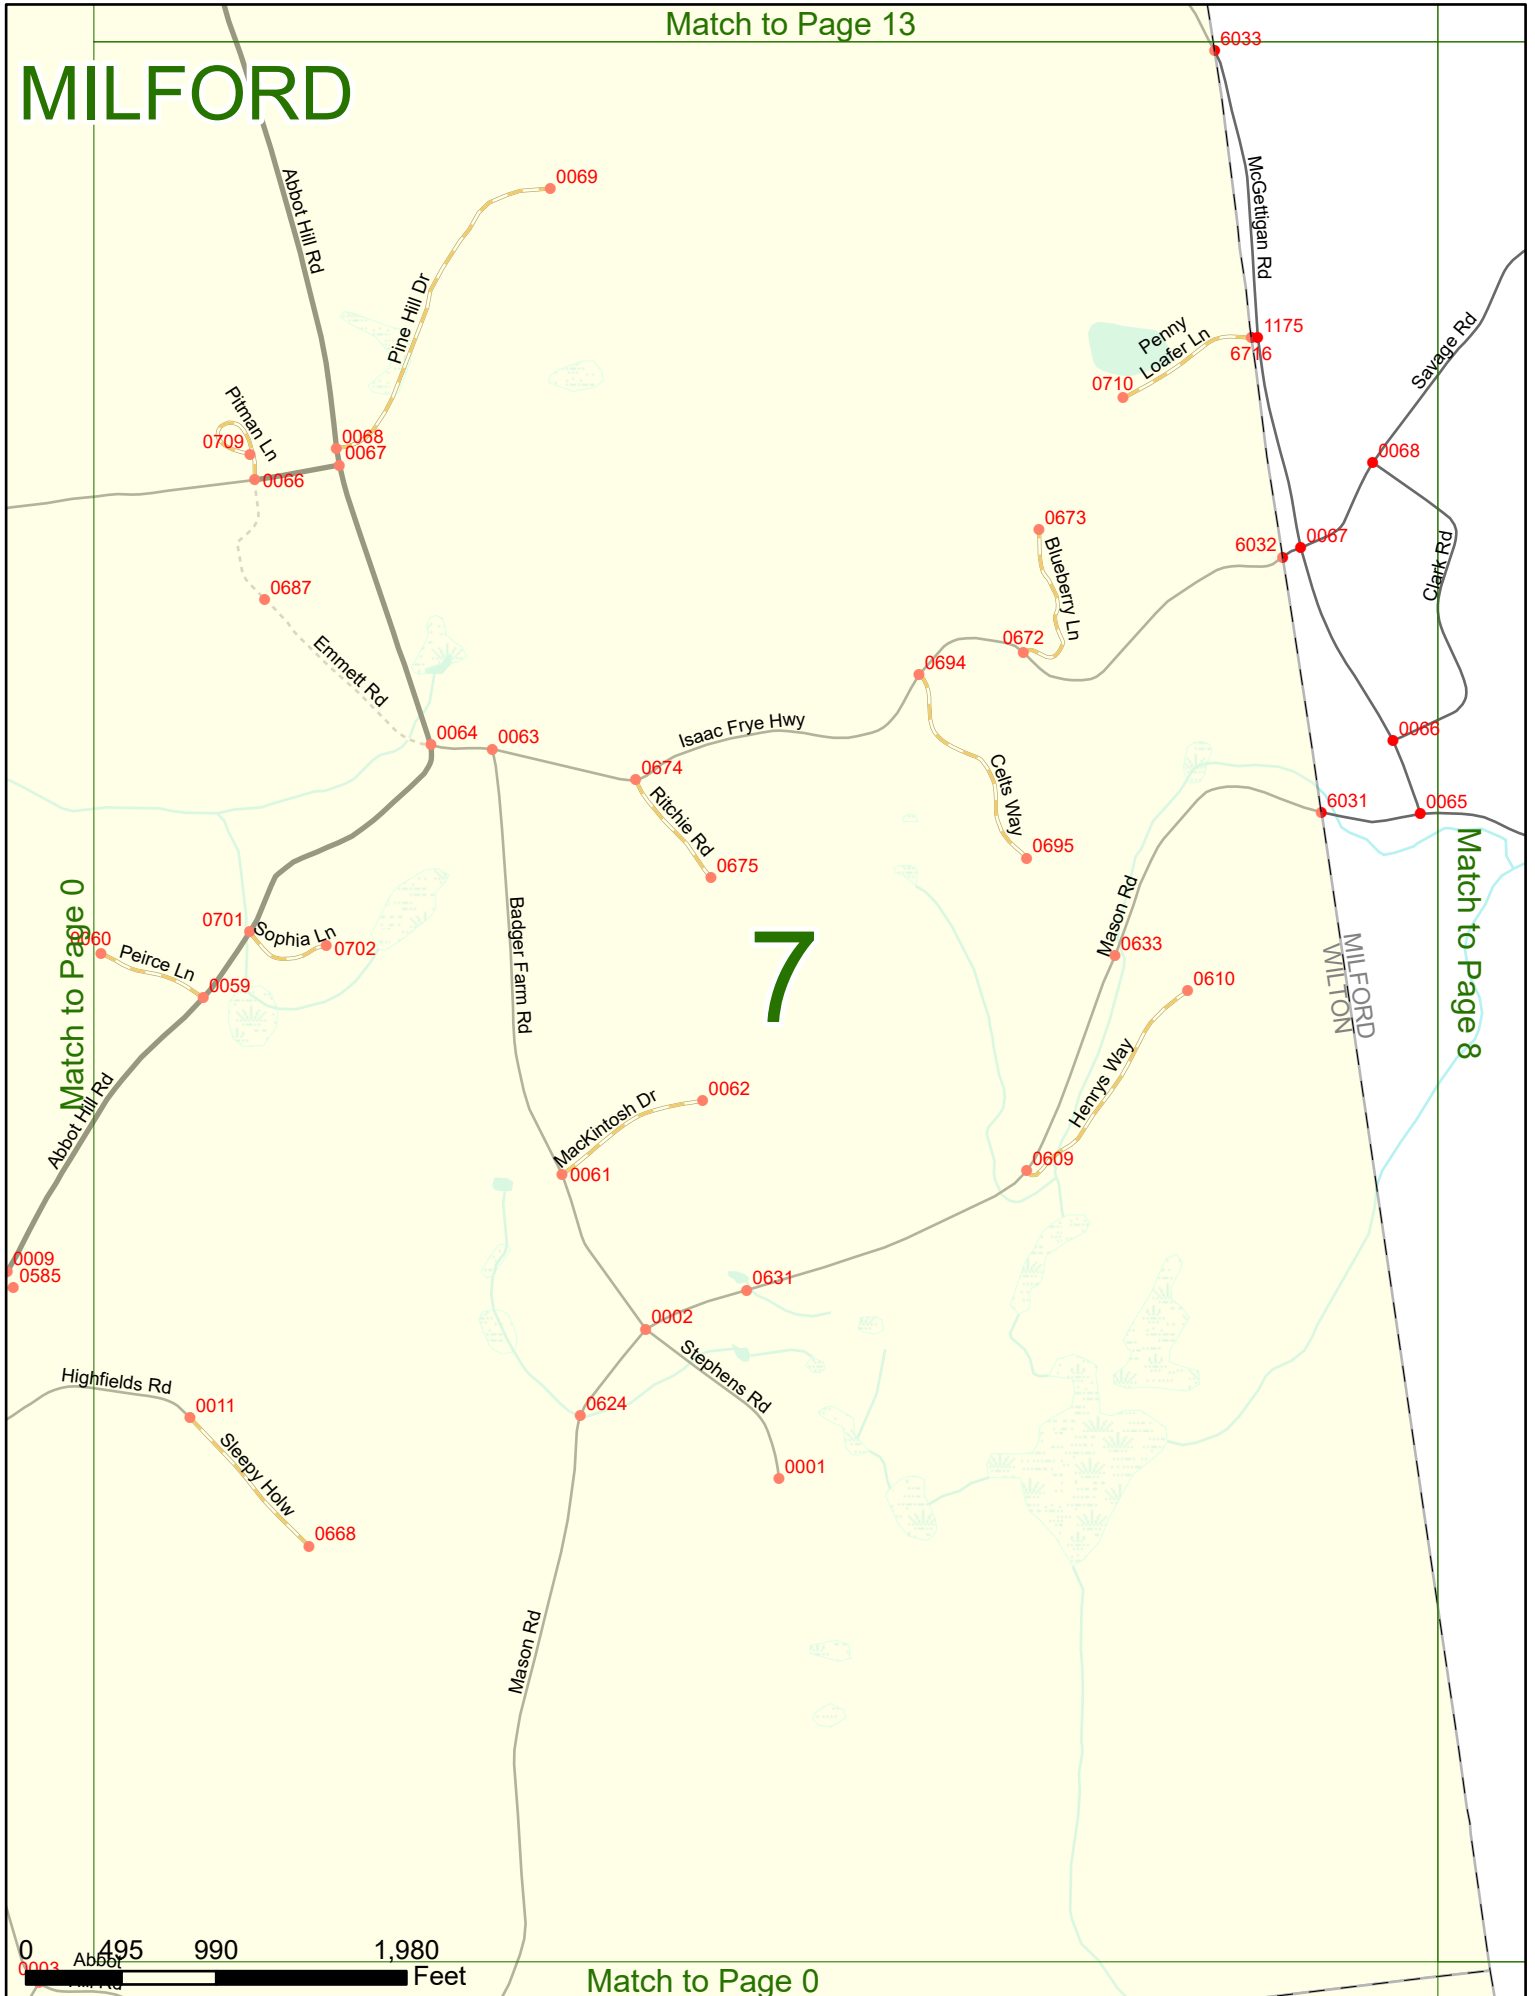 Match to Page 13
6033
MILFORD
Abbot Hill Rd
0069
McGettigan Rd
Pine Hill Dr
Penny
Loafer Ln
1175
6716
0710
Savage Rd
Pitman Ln
0709
0068
0067
0066
0068
0673
Blueberry Ln
6032
0067
Clark Rd
0687
Emmett Rd
0672
0694
0064
0063
Isaac Frye Hwy
0066
0674
Ritchie Rd
Celts Way
0675
0695
6031
0065
Match to Page 0
0701
Sophia Ln
0702
0060
Peirce Ln
0059
Badger Farm Rd
7
Mason Rd
0633
0610
MILFORD
WILTON
Match to Page 8
Abbot Hill Rd
MacKintosh Dr
0062
0061
Henrys Way
0609
0009
0585
0631
0002
Stephens Rd
Highfields Rd
0011
0624
Sleepy Holw
0001
0668
Mason Rd
0 495 990 1,980
Feet
0003
Abbot
Hill Rd
Match to Page 0